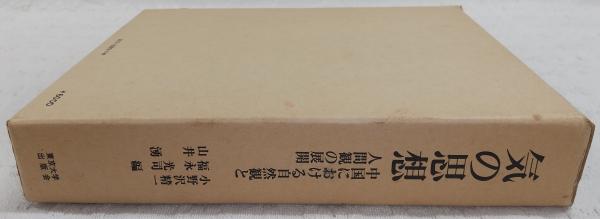 気の思想
中国における自然観と
人間観の展開
小野沢精一
福永光司 編
山井湧
東京大学
出版会
¥ 8000